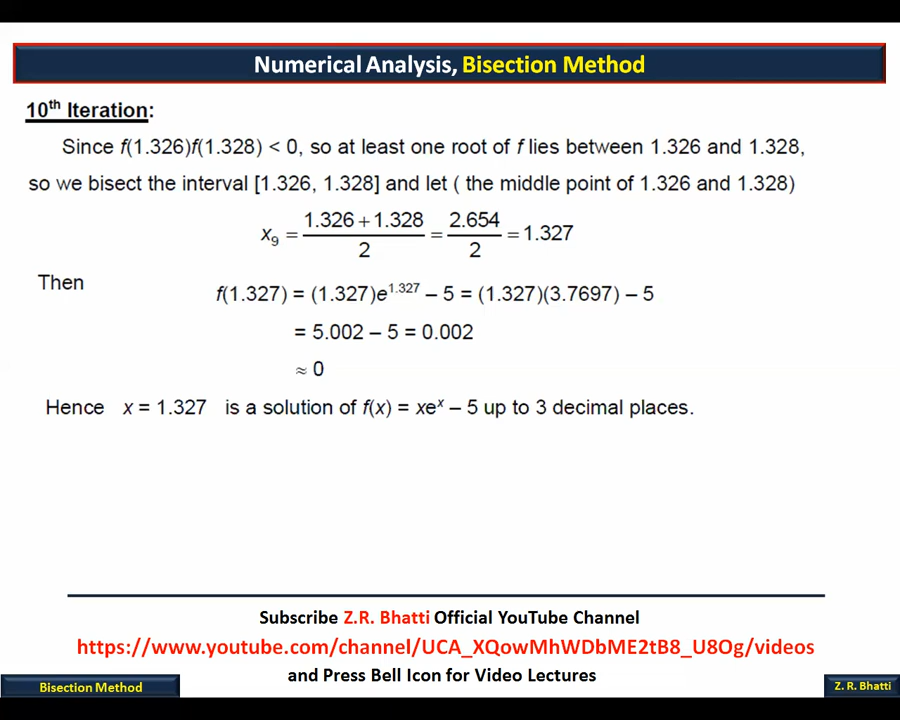 Numerical Analysis, Bisection Method
10th Iteration:
Since f(1.326)f(1.328) < 0, so at least one root of f lies between 1.326 and 1.328,
so we bisect the interval [1.326, 1.328] and let ( the middle point of 1.326 and 1.328)
x₉ = (1.326 + 1.328)/2 = 2.654/2 = 1.327
Then
f(1.327) = (1.327)e^1.327 – 5 = (1.327)(3.7697) – 5
= 5.002 – 5 = 0.002
≈ 0
Hence x = 1.327 is a solution of f(x) = xeˣ – 5 up to 3 decimal places.
Subscribe Z.R. Bhatti Official YouTube Channel
https://www.youtube.com/channel/UCA_XQowMhWDbME2tB8_U8Og/videos
and Press Bell Icon for Video Lectures
Bisection Method
Z. R. Bhatti